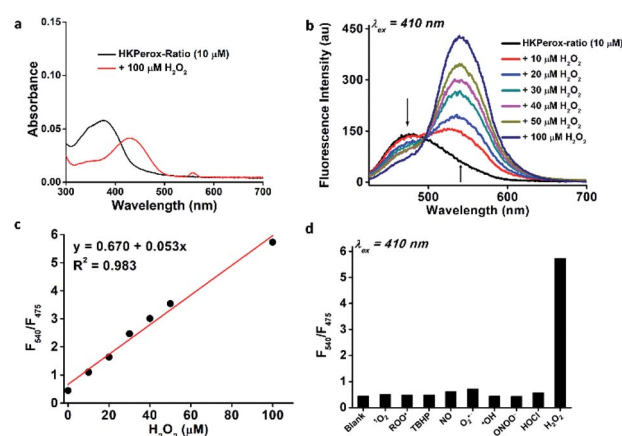 a
0.15
0.10
0.05
0.00
Absorbance
HKPerox-Ratio (10 μM)
+ 100 μM H₂O₂
300 400 500 600 700
Wavelength (nm)
b
λex = 410 nm
450
300
150
0
Fluorescence Intensity (au)
HKPerox-ratio (10 μM)
+ 10 μM H₂O₂
+ 20 μM H₂O₂
+ 30 μM H₂O₂
+ 40 μM H₂O₂
+ 50 μM H₂O₂
+ 100 μM H₂O₂
500 600 700
Wavelength (nm)
c
y = 0.670 + 0.053x
R² = 0.983
6
5
4
3
2
1
0
F₅₄₀/F₄₇₅
0 20 40 60 80 100
H₂O₂ (μM)
d
λex = 410 nm
6
5
4
3
2
1
0
F₅₄₀/F₄₇₅
Blank ¹O₂ ROO• TBHP NO O₂•⁻ •OH ONOO⁻ HOCl H₂O₂